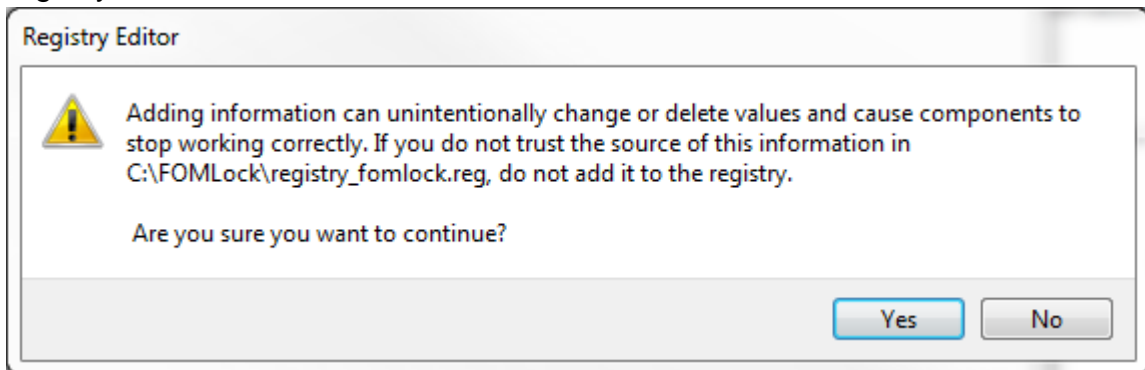 Registry Editor
Adding information can unintentionally change or delete values and cause components to
stop working correctly. If you do not trust the source of this information in
C:\FOMLock\registry_fomlock.reg, do not add it to the registry.
Are you sure you want to continue?
Yes No